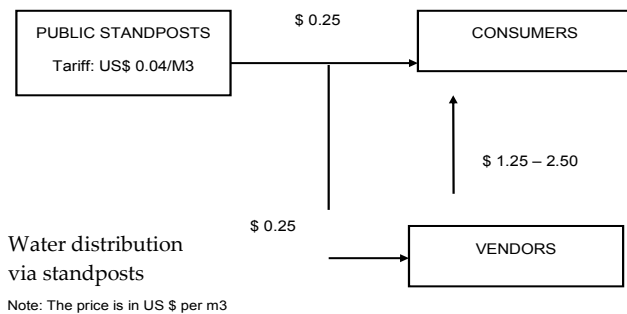 $ 0.25
PUBLIC STANDPOSTS
Tariff: US$ 0.04/M3
CONSUMERS
$ 1.25 – 2.50
$ 0.25
VENDORS
Water distribution
via standposts
Note: The price is in US $ per m3